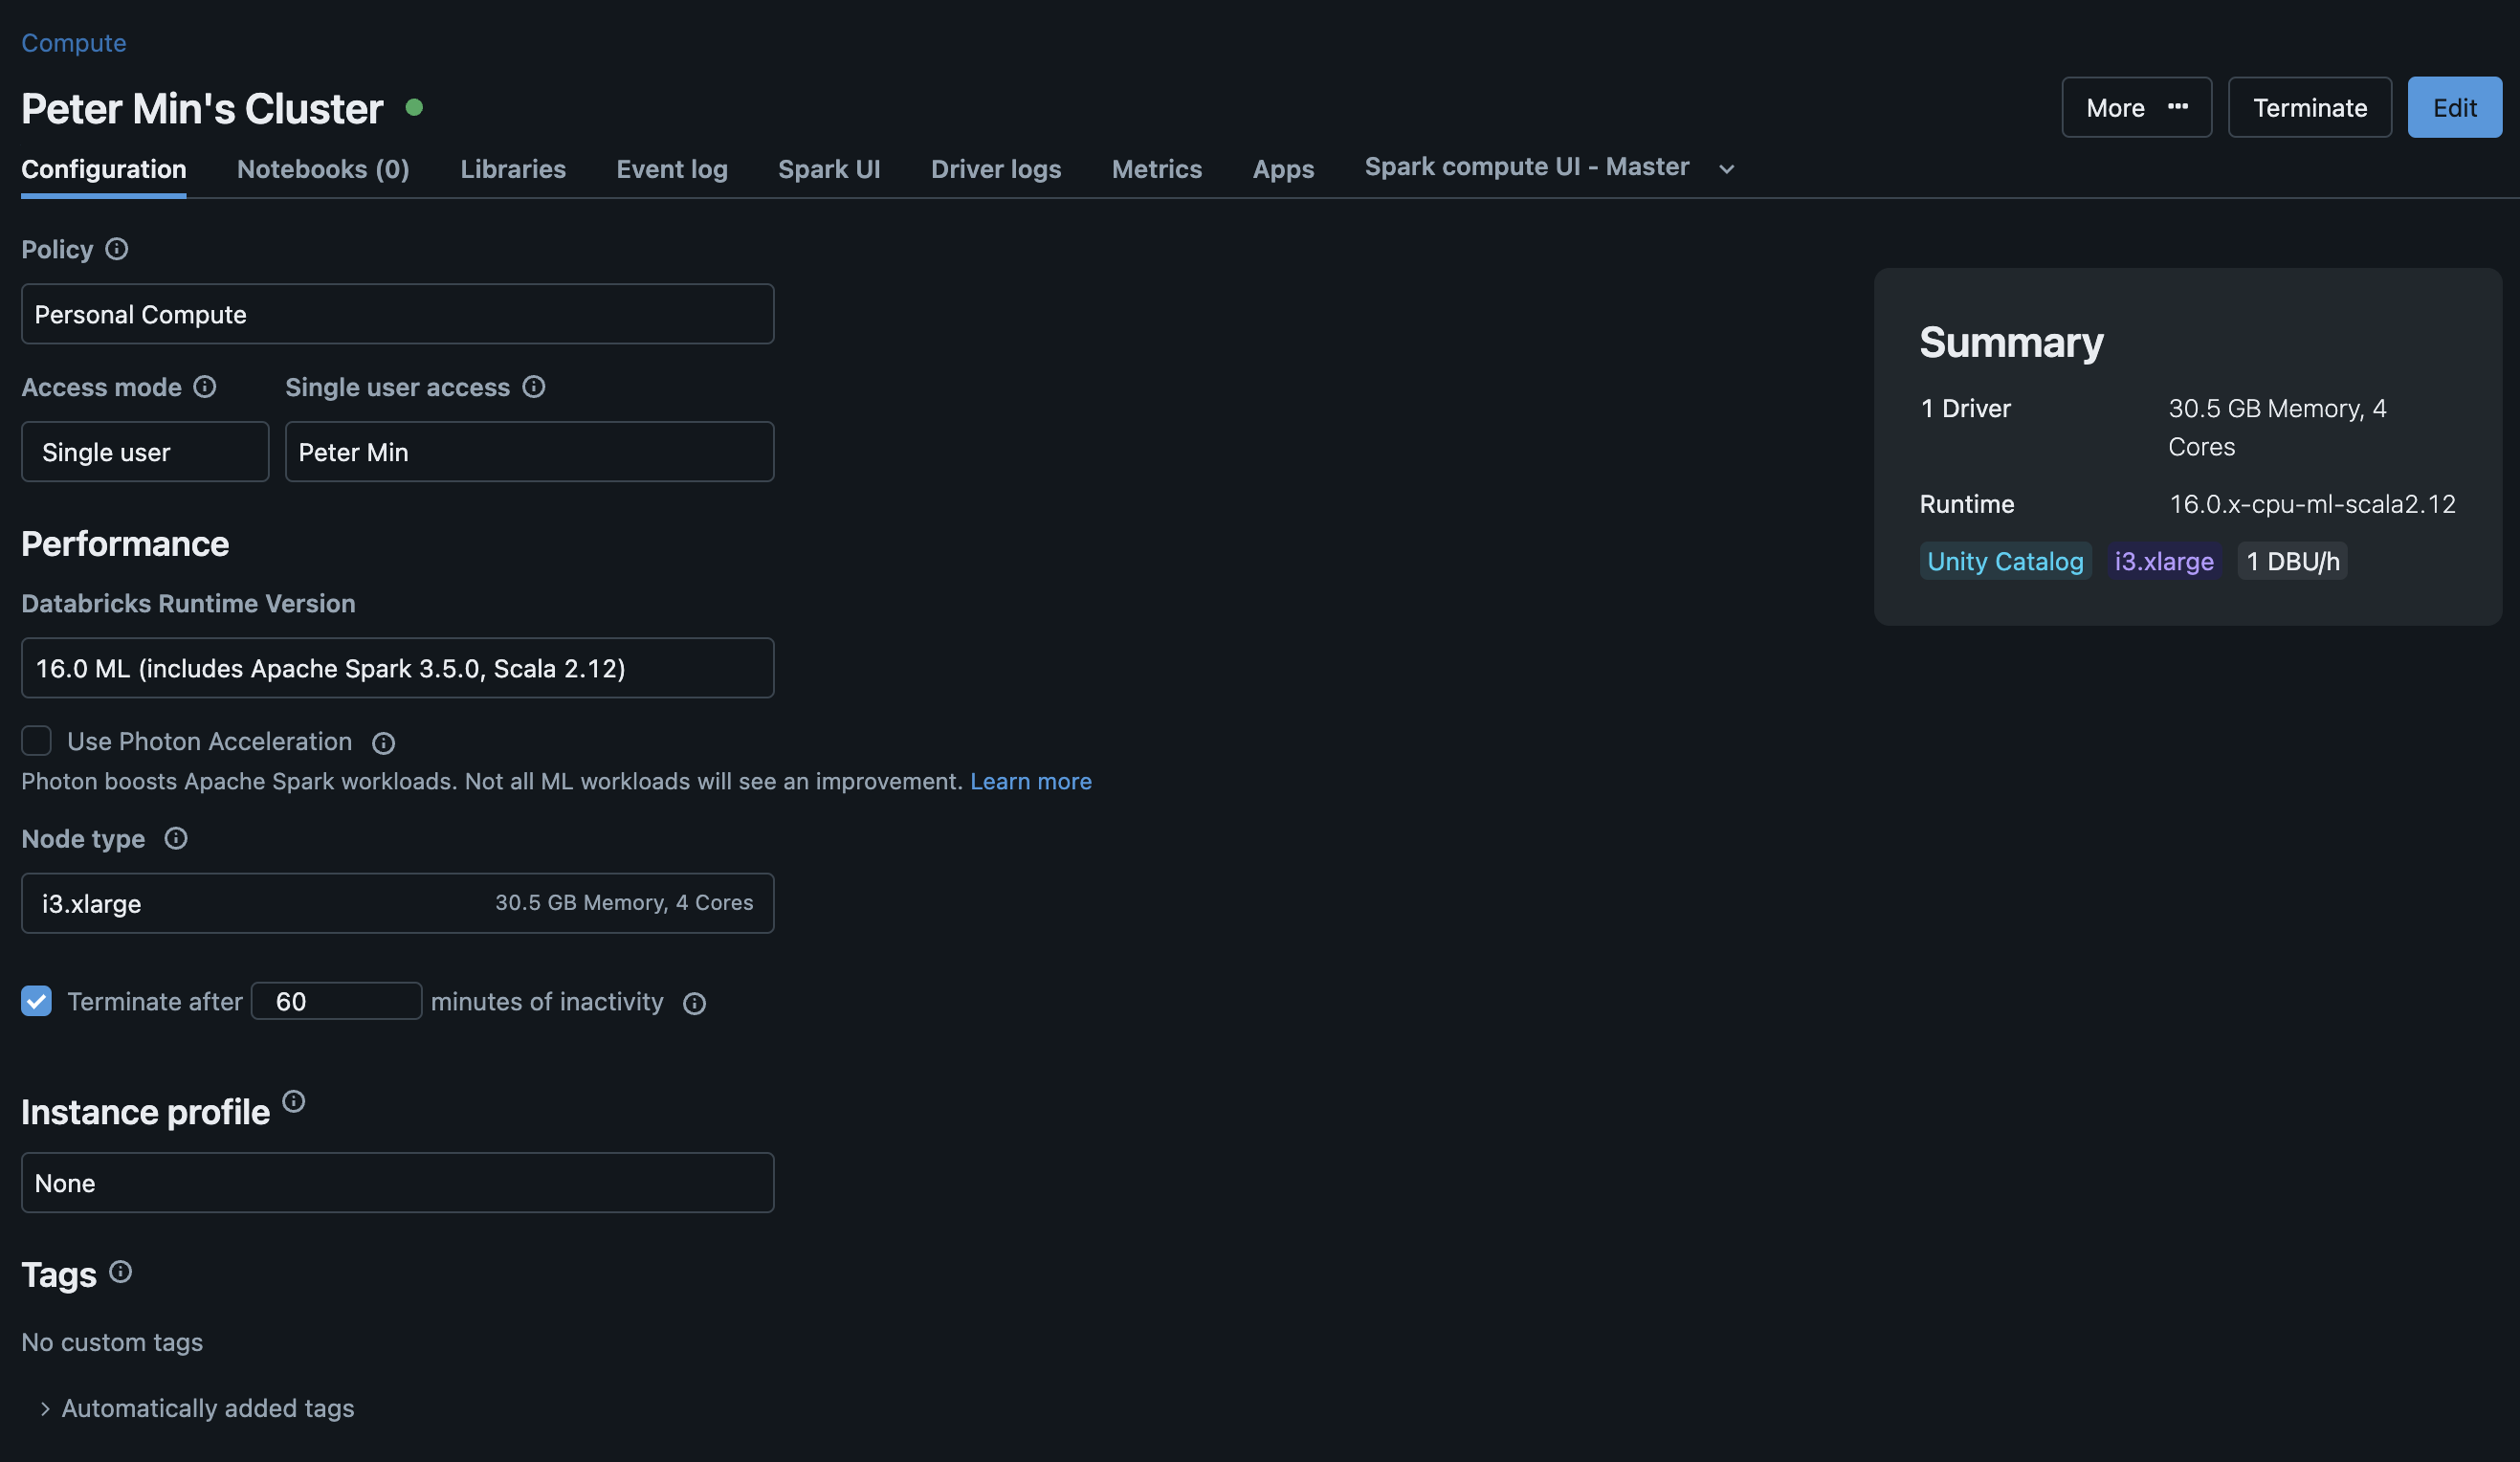 Compute
Peter Min's Cluster
More
Terminate
Edit
Configuration
Notebooks (0)
Libraries
Event log
Spark UI
Driver logs
Metrics
Apps
Spark compute UI - Master
Policy
Personal Compute
Access mode
Single user access
Single user
Peter Min
Performance
Databricks Runtime Version
16.0 ML (includes Apache Spark 3.5.0, Scala 2.12)
Use Photon Acceleration
Photon boosts Apache Spark workloads. Not all ML workloads will see an improvement. Learn more
Node type
i3.xlarge
30.5 GB Memory, 4 Cores
Terminate after 60 minutes of inactivity
Instance profile
None
Tags
No custom tags
Automatically added tags
Summary
1 Driver
30.5 GB Memory, 4
Cores
Runtime
16.0.x-cpu-ml-scala2.12
Unity Catalog
i3.xlarge
1 DBU/h